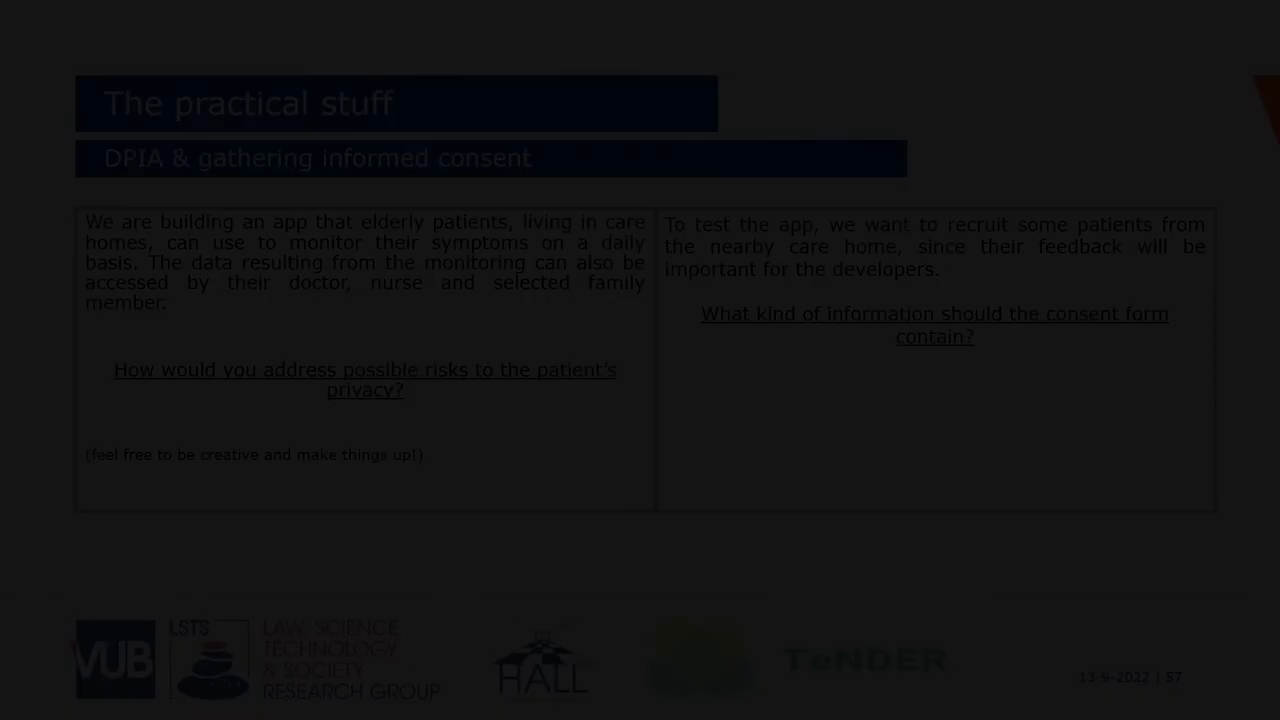 The practical stuff
DPIA & gathering informed consent
We are building an app that elderly patients, living in care
homes, can use to monitor their symptoms on a daily
basis. The data resulting from the monitoring can also be
accessed by their doctor, nurse and selected family
member.
How would you address possible risks to the patient's
privacy?
(feel free to be creative and make things up!)
To test the app, we want to recruit some patients from
the nearby care home, since their feedback will be
important for the developers.
What kind of information should the consent form
contain?
VUB
LSTS
LAW, SCIENCE
TECHNOLOGY
& SOCIETY
RESEARCH GROUP
HALL
TeNDER
13-9-2022 | 57